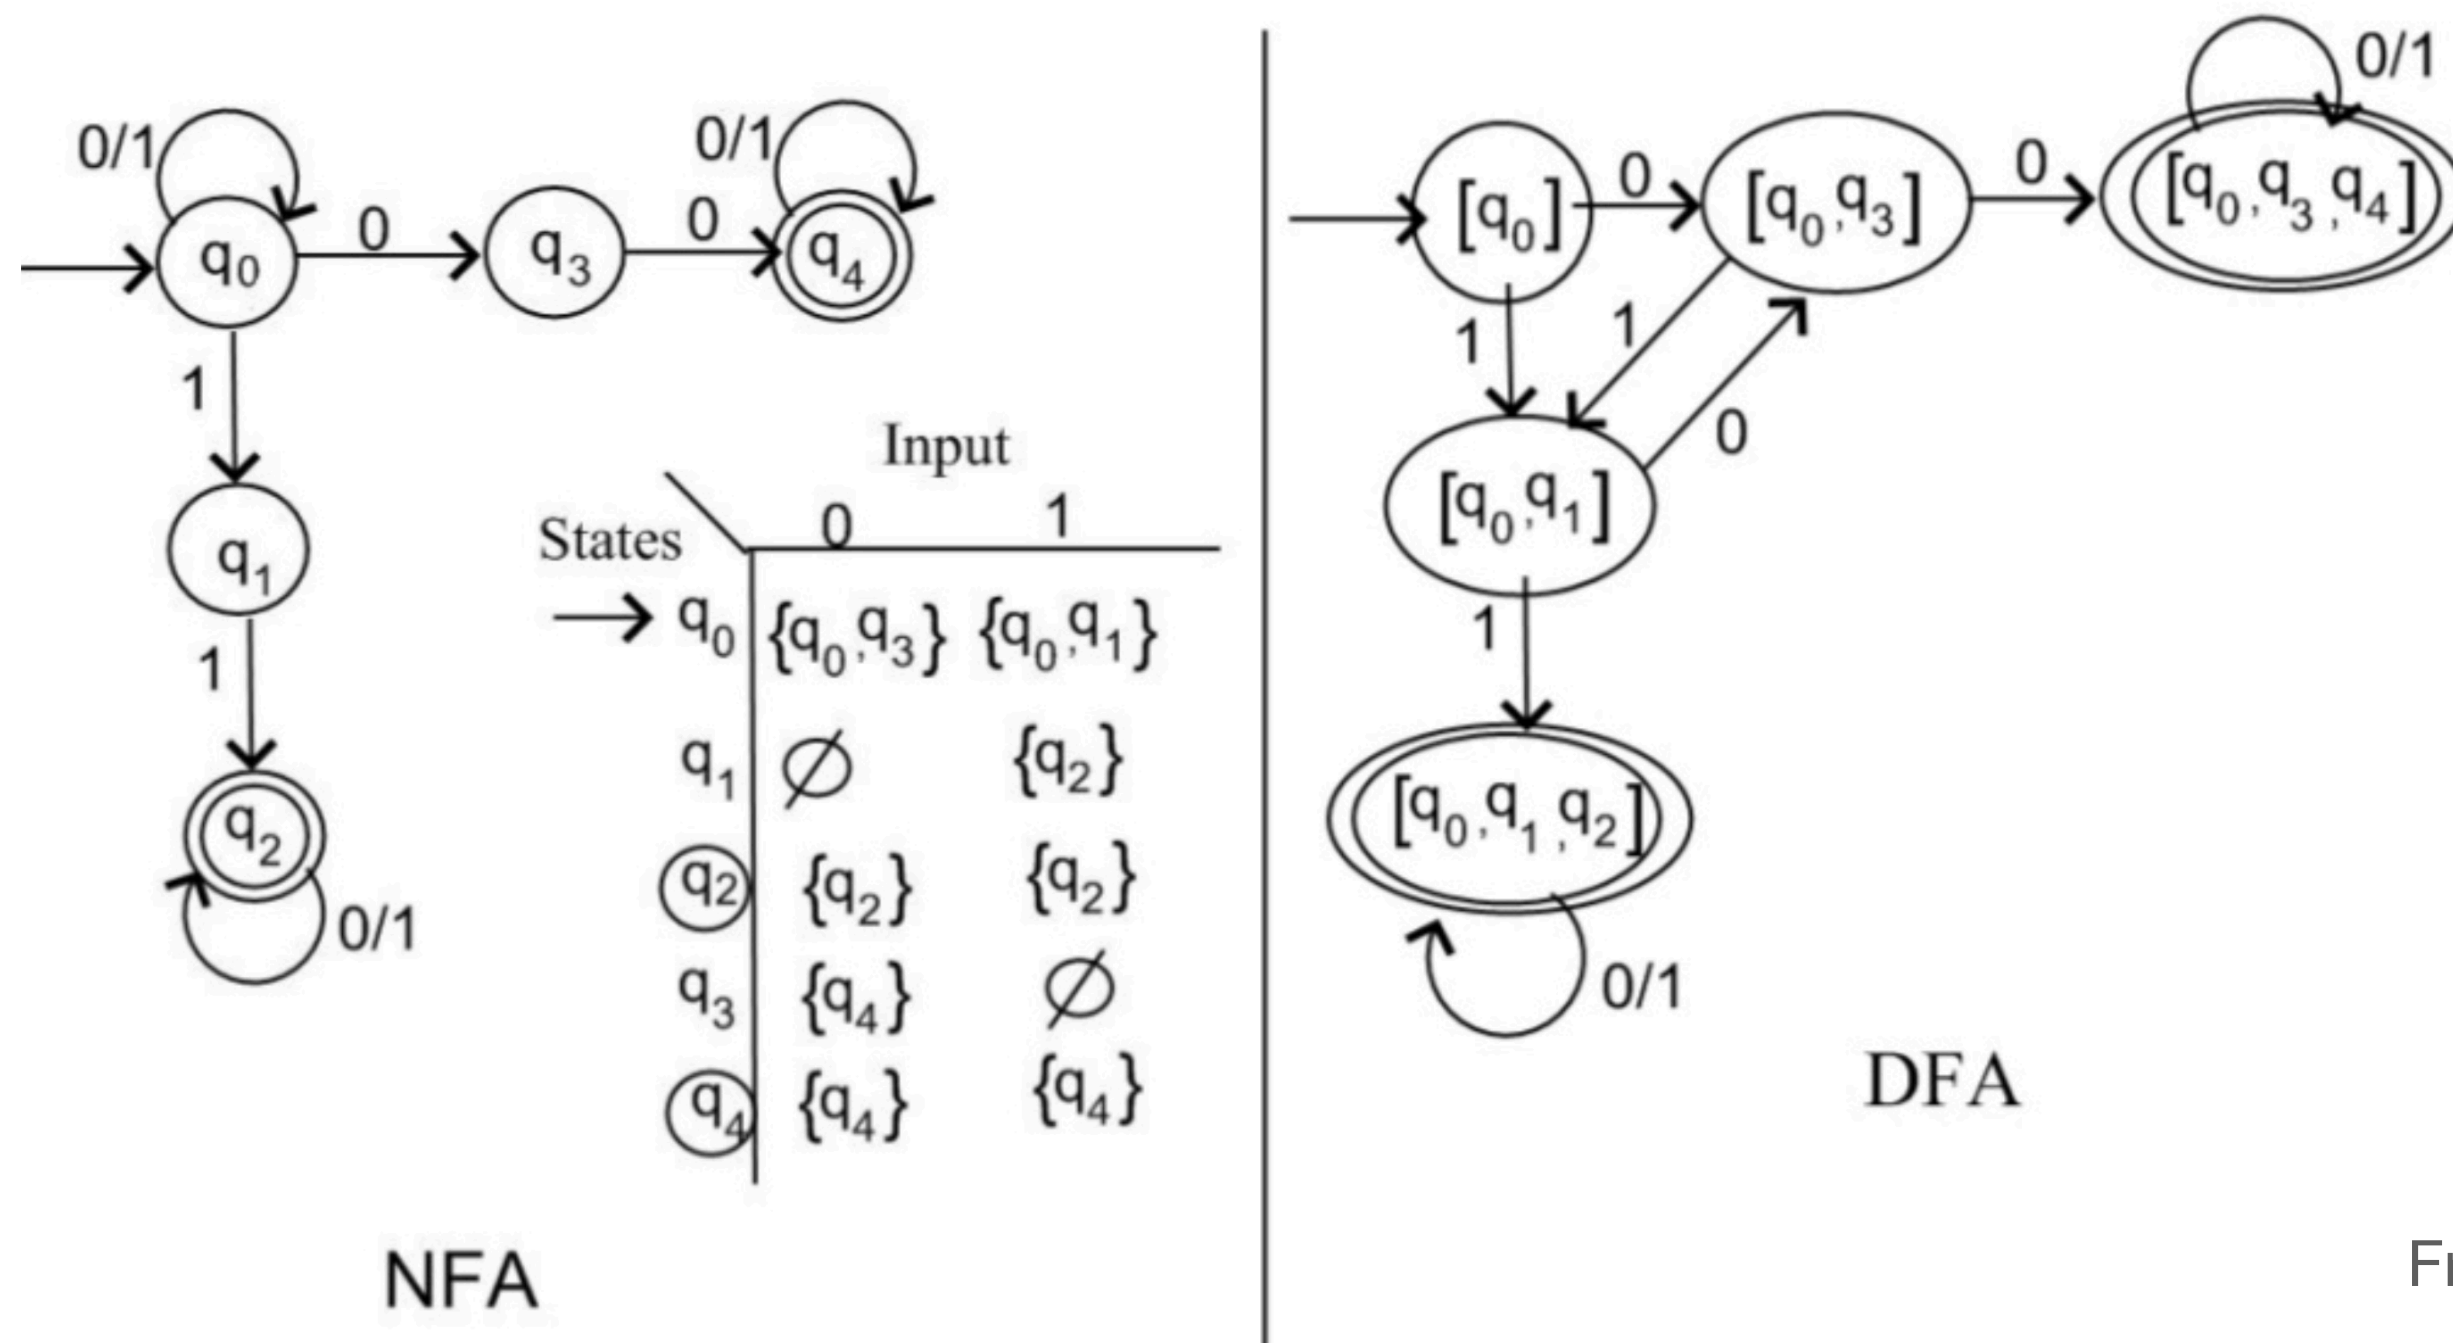 0/1
0/1
q0
0
q3
0
q4
1
q1
1
q2
0/1
Input
States 0 1
→ q0 {q0,q3} {q0,q1}
q1 ∅ {q2}
q2 {q2} {q2}
q3 {q4} ∅
q4 {q4} {q4}
NFA
0/1
[q0]
0
[q0,q3]
0
[q0,q3,q4]
1
1
0
[q0,q1]
1
[q0,q1,q2]
0/1
DFA